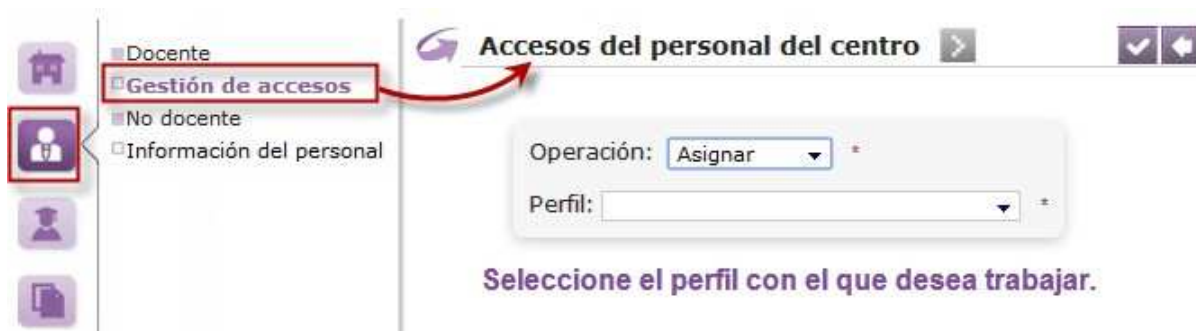 Docente
Gestión de accesos
No docente
Información del personal
Accesos del personal del centro
Operación: Asignar *
Perfil: *
Seleccione el perfil con el que desea trabajar.